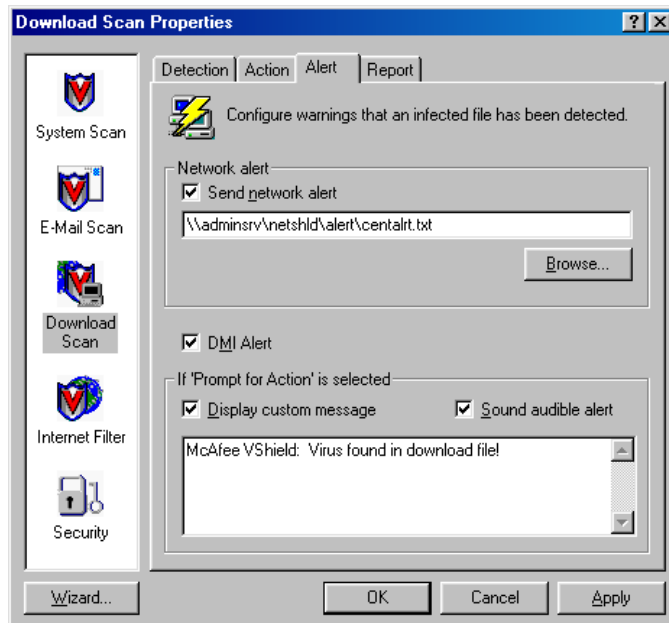 Download Scan Properties
System Scan
E-Mail Scan
Download
Scan
Internet Filter
Security
Detection
Action
Alert
Report
Configure warnings that an infected file has been detected.
Network alert
Send network alert
\\adminsrv\netshld\alert\centalrt.txt
Browse...
DMI Alert
If 'Prompt for Action' is selected
Display custom message
Sound audible alert
McAfee VShield:  Virus found in download file!
Wizard...
OK
Cancel
Apply